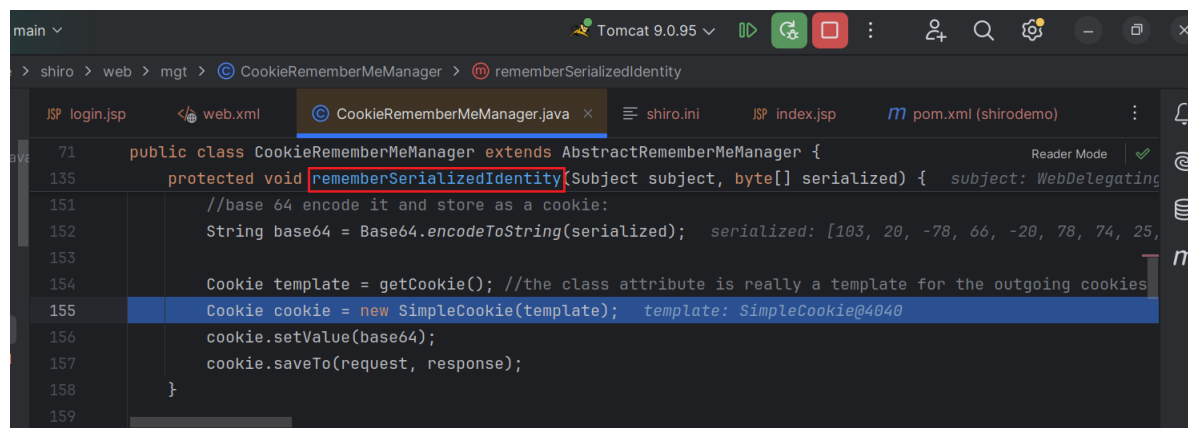 main
Tomcat 9.0.95
shiro > web > mgt > CookieRememberMeManager > rememberSerializedIdentity
JSP login.jsp web.xml CookieRememberMeManager.java × shiro.ini JSP index.jsp m pom.xml (shirodemo)
71 public class CookieRememberMeManager extends AbstractRememberMeManager { Reader Mode
135 protected void rememberSerializedIdentity(Subject subject, byte[] serialized) { subject: WebDelegating
151 //base 64 encode it and store as a cookie:
152 String base64 = Base64.encodeToString(serialized); serialized: [103, 20, -78, 66, -20, 78, 74, 25,
153
154 Cookie template = getCookie(); //the class attribute is really a template for the outgoing cookies
155 Cookie cookie = new SimpleCookie(template); template: SimpleCookie@4040
156 cookie.setValue(base64);
157 cookie.saveTo(request, response);
158 }
159